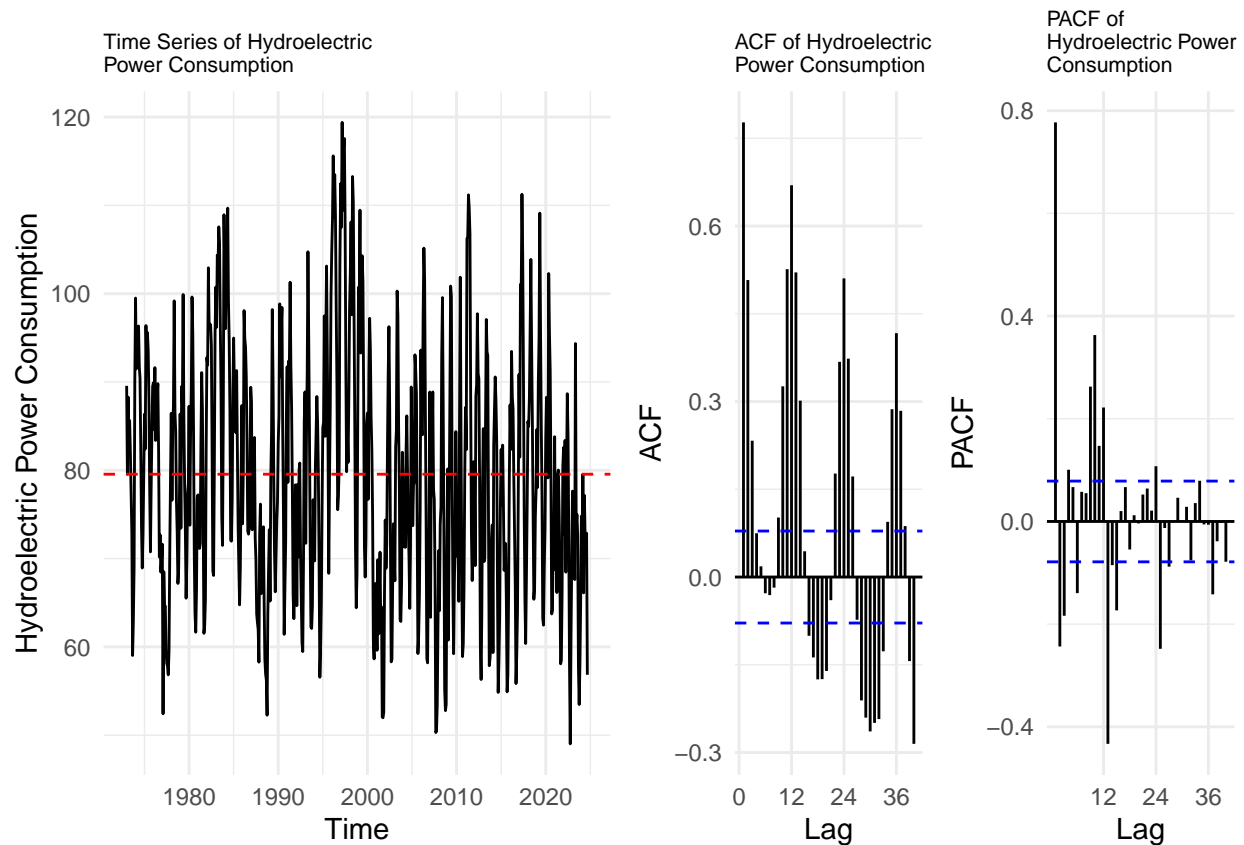 Time Series of Hydroelectric
Power Consumption
Hydroelectric Power Consumption
120
100
80
60
1980 1990 2000 2010 2020
Time
ACF of Hydroelectric
Power Consumption
ACF
0.6
0.3
0.0
−0.3
0 12 24 36
Lag
PACF of
Hydroelectric Power
Consumption
PACF
0.8
0.4
0.0
−0.4
12 24 36
Lag